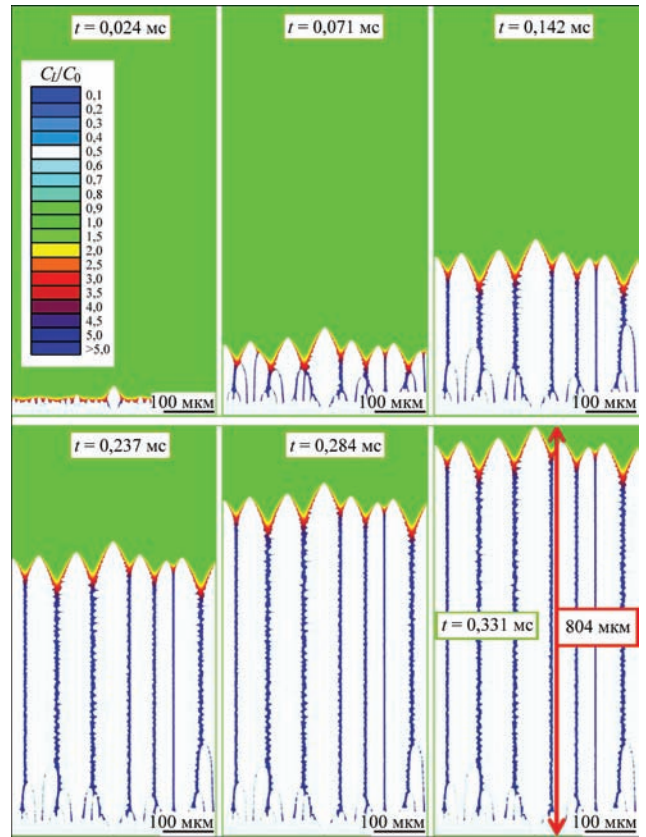 t = 0,024 мс
t = 0,071 мс
t = 0,142 мс
C_L/C_0
0,1
0,2
0,3
0,4
0,5
0,6
0,7
0,8
0,9
1,0
1,5
2,0
2,5
3,0
3,5
4,0
4,5
5,0
>5,0
100 мкм
100 мкм
100 мкм
t = 0,237 мс
t = 0,284 мс
t = 0,331 мс
804 мкм
100 мкм
100 мкм
100 мкм